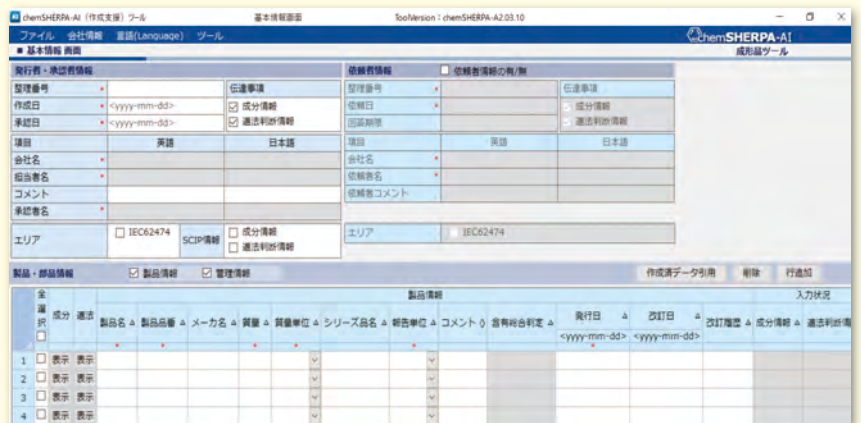 chemSHERPA-AI（作成支援）ツール 基本情報画面 ToolVersion : chemSHERPA-A2.03.10
ファイル 会社情報 言語(Language) ツール chemSHERPA-AI
■ 基本情報 画面 成形品ツール
発行者・承認者情報 依頼者情報 依頼者情報の有/無
整理番号 * 伝達事項 整理番号 * 伝達事項
作成日 * <yyyy-mm-dd> 成分情報 依頼日 * 成分情報
承認日 * <yyyy-mm-dd> 遵法判断情報 回答期限 遵法判断情報
項目 英語 日本語 項目 英語 日本語
会社名 * 会社名 *
担当者名 * 依頼者名 *
コメント 依頼者コメント
承認者名 *
エリア IEC62474 SCIP情報 成分情報 エリア IEC62474
遵法判断情報
製品・部品情報 製品情報 管理情報 作成済データ引用 削除 行追加
全選択 成分 遵法 製品情報 入力状況
製品名 製品品番 メーカ名 質量 質量単位 シリーズ品名 報告単位 コメント 含有総合判定 発行日 改訂日 改訂履歴 成分情報 遵法判断情
* * * * * <yyyy-mm-dd> <yyyy-mm-dd>
*
1 表示 表示
2 表示 表示
3 表示 表示
4 表示 表示